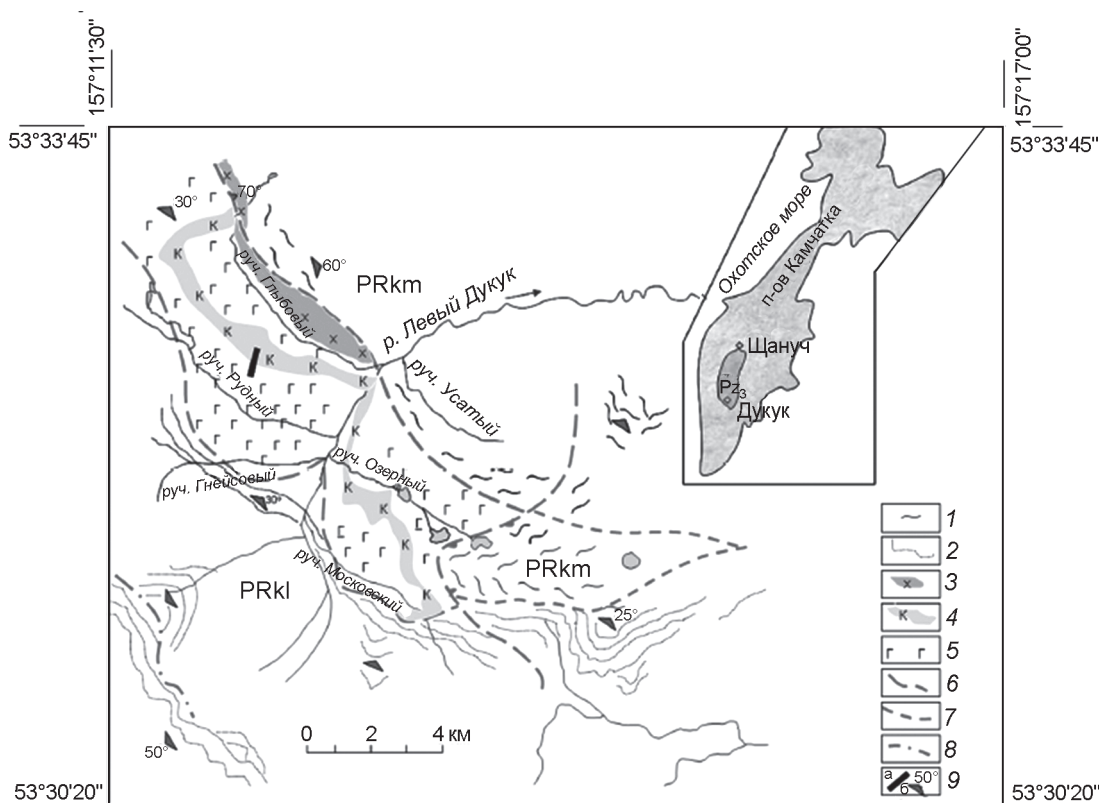 157°11'30"
157°17'00"
53°33'45"
53°33'45"
70°
30°
к
к
60°
руч. Глыбовый
PRкm
к
р. Левый Дукук
Охотское море
п-ов Камчатка
к
к
к
к
руч. Рудный
руч. Усатый
Щануч
PZ3
Дукук
к
руч. Озерный
руч. Гнейсовый
30°
к
к
руч. Московский
PRкl
PRкm
к
25°
50°
0 2 4 км
1
2
x 3
к 4
г г 5
6
7
8
а б 50° 9
53°30'20"
53°30'20"